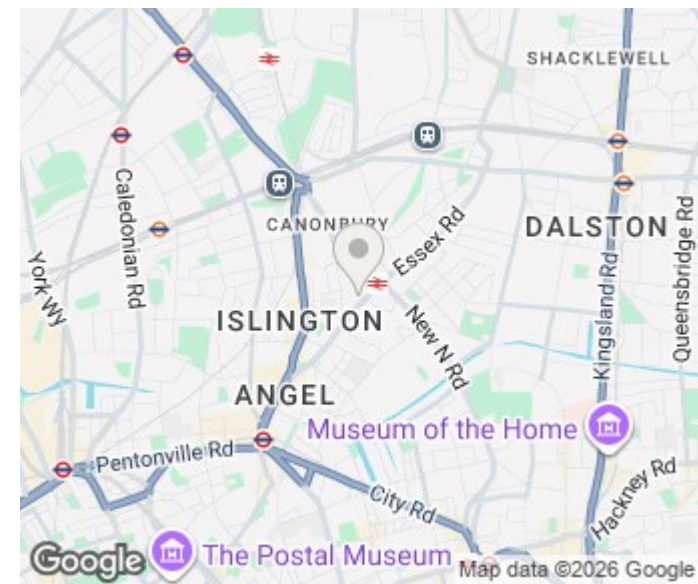 SHACKLEWELL
Caledonian Rd
CANONBURY
Essex Rd
DALSTON
Queensbridge Rd
York Wy
Kingsland Rd
ISLINGTON
New N Rd
ANGEL
Museum of the Home
Pentonville Rd
City Rd
Hackney Rd
Google
The Postal Museum
Map data ©2026 Google